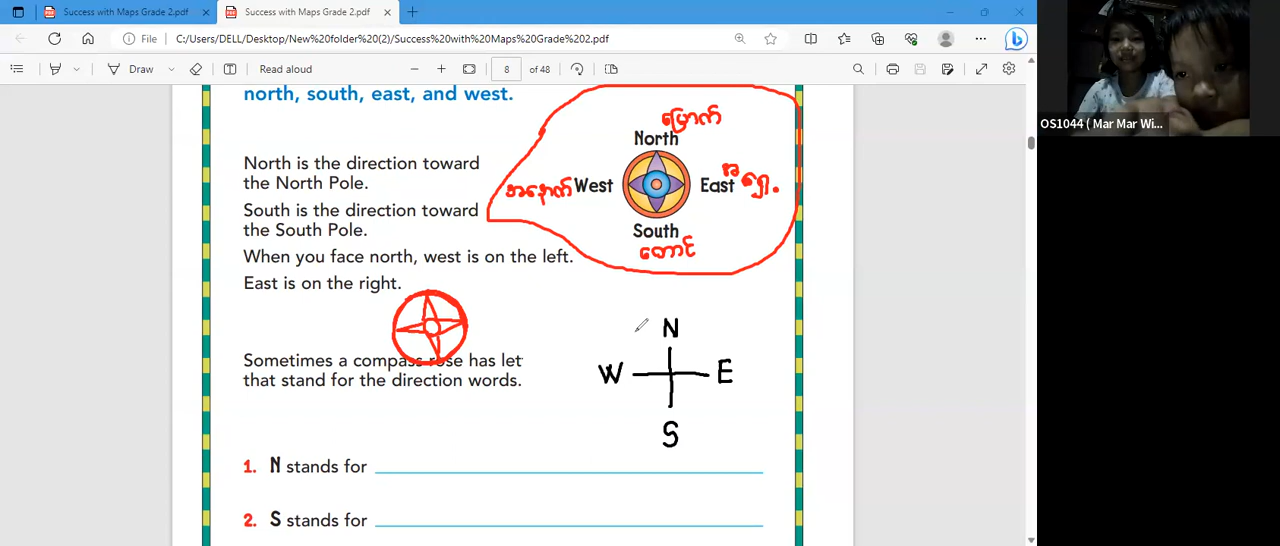 Success with Maps Grade 2.pdf
Success with Maps Grade 2.pdf
File
C:/Users/DELL/Desktop/New%20folder%20(2)/Success%20with%20Maps%20Grade%202.pdf
Draw
Read aloud
8 of 48
OS1044 ( Mar Mar Wi...
north, south, east, and west.
မြောက်
North
အနောက် West
East အရှေ့
South
တောင်
North is the direction toward
the North Pole.
South is the direction toward
the South Pole.
When you face north, west is on the left.
East is on the right.
Sometimes a compass rose has let
that stand for the direction words.
N
W E
S
1. N stands for
2. S stands for